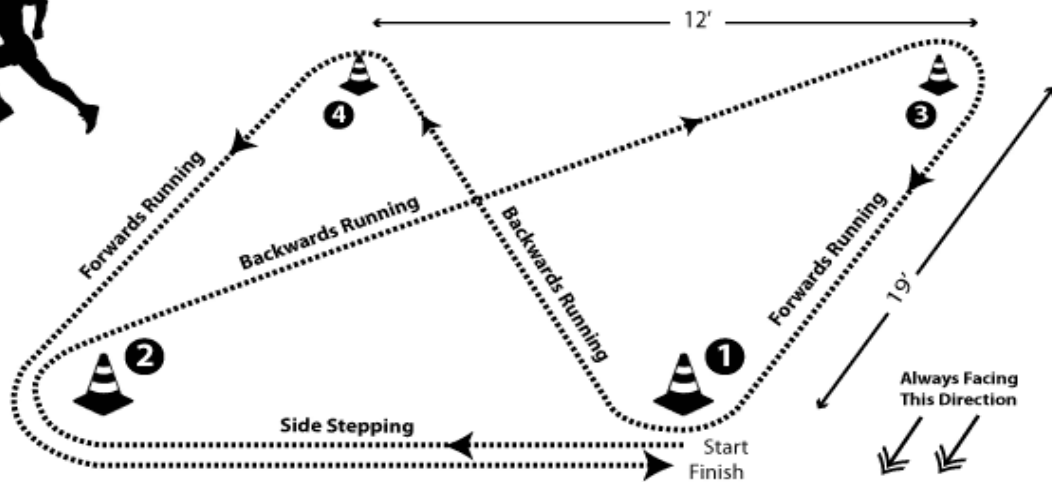 12'
4
3
Forwards Running
Backwards Running
Backwards Running
Forwards Running
19'
2
1
Always Facing
This Direction
Side Stepping
Start
Finish